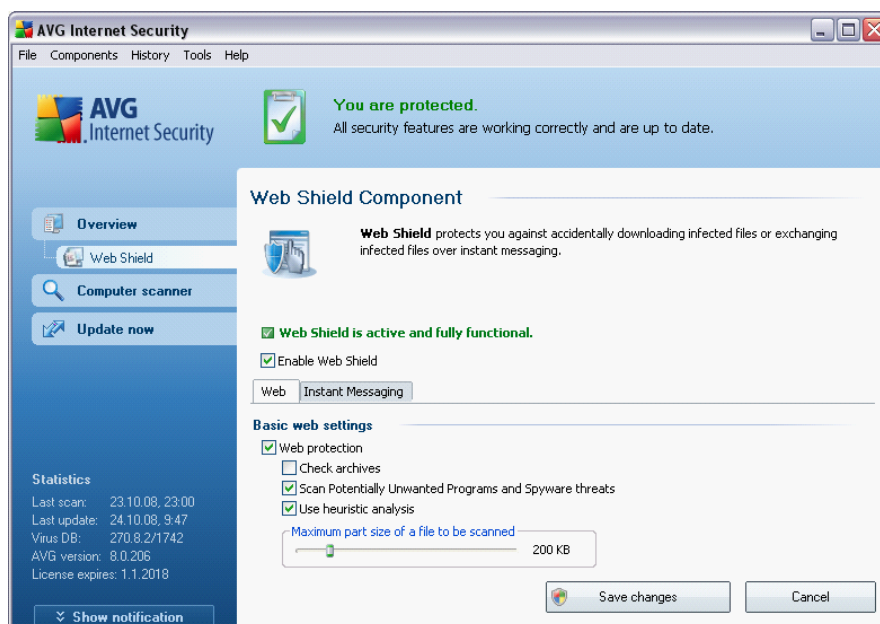 AVG Internet Security
File Components History Tools Help
AVG
Internet Security
You are protected.
All security features are working correctly and are up to date.
Overview
Web Shield
Computer scanner
Update now
Web Shield Component
Web Shield protects you against accidentally downloading infected files or exchanging
infected files over instant messaging.
Web Shield is active and fully functional.
Enable Web Shield
Web Instant Messaging
Basic web settings
Web protection
Check archives
Scan Potentially Unwanted Programs and Spyware threats
Use heuristic analysis
Maximum part size of a file to be scanned
200 KB
Statistics
Last scan: 23.10.08, 23:00
Last update: 24.10.08, 9:47
Virus DB: 270.8.2/1742
AVG version: 8.0.206
License expires: 1.1.2018
Show notification
Save changes Cancel